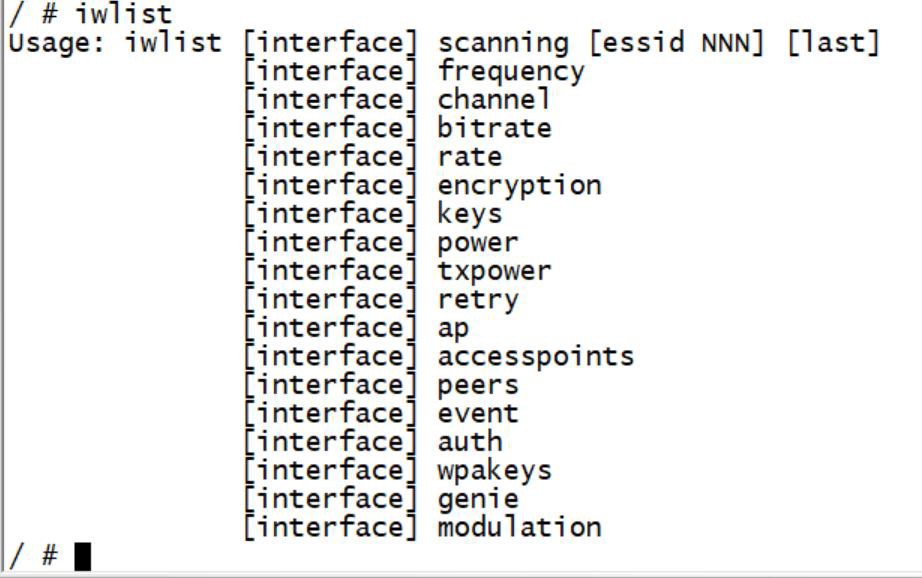 / # iwlist
Usage: iwlist [interface] scanning [essid NNN] [last]
[interface] frequency
[interface] channel
[interface] bitrate
[interface] rate
[interface] encryption
[interface] keys
[interface] power
[interface] txpower
[interface] retry
[interface] ap
[interface] accesspoints
[interface] peers
[interface] event
[interface] auth
[interface] wpakeys
[interface] genie
[interface] modulation
/ #